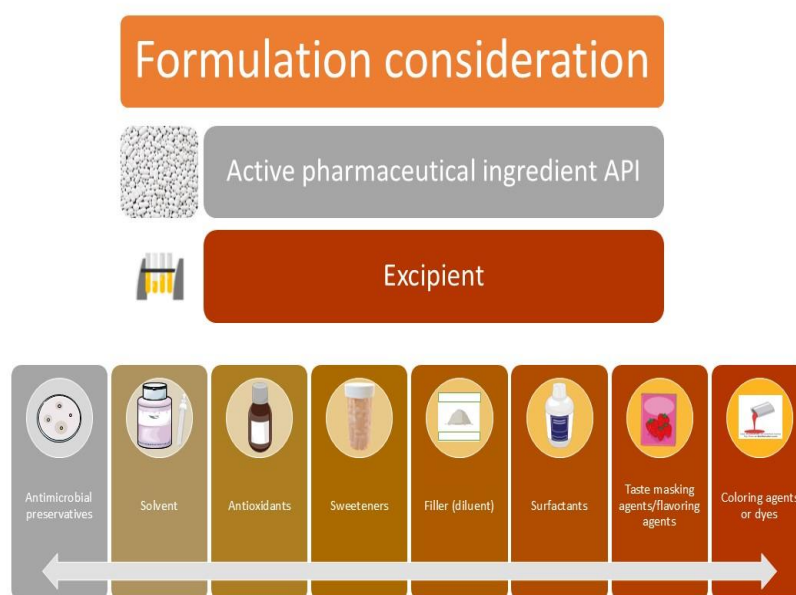 Formulation consideration
Active pharmaceutical ingredient API
Excipient
Antimicrobial
preservatives
Solvent
Antioxidants
Sweeteners
Filler (diluent)
Surfactants
Taste masking
agents/flavoring
agents
Coloring agents
or dyes